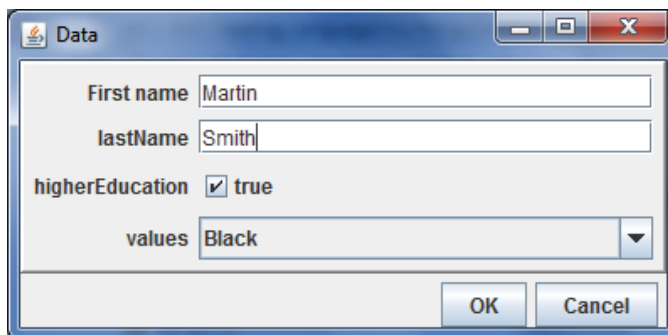 Data
First name Martin
lastName Smith
higherEducation true
values Black
OK Cancel